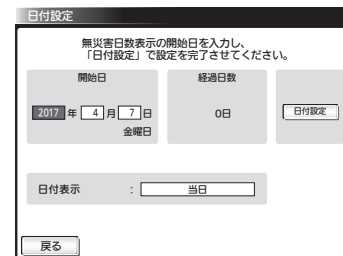 日付設定
無災害日数表示の開始日を入力し、
「日付設定」で設定を完了させてください。
開始日
経過日数
2017 年 4 月 7 日
0日
日付設定
金曜日
日付表示 : 当日
戻る